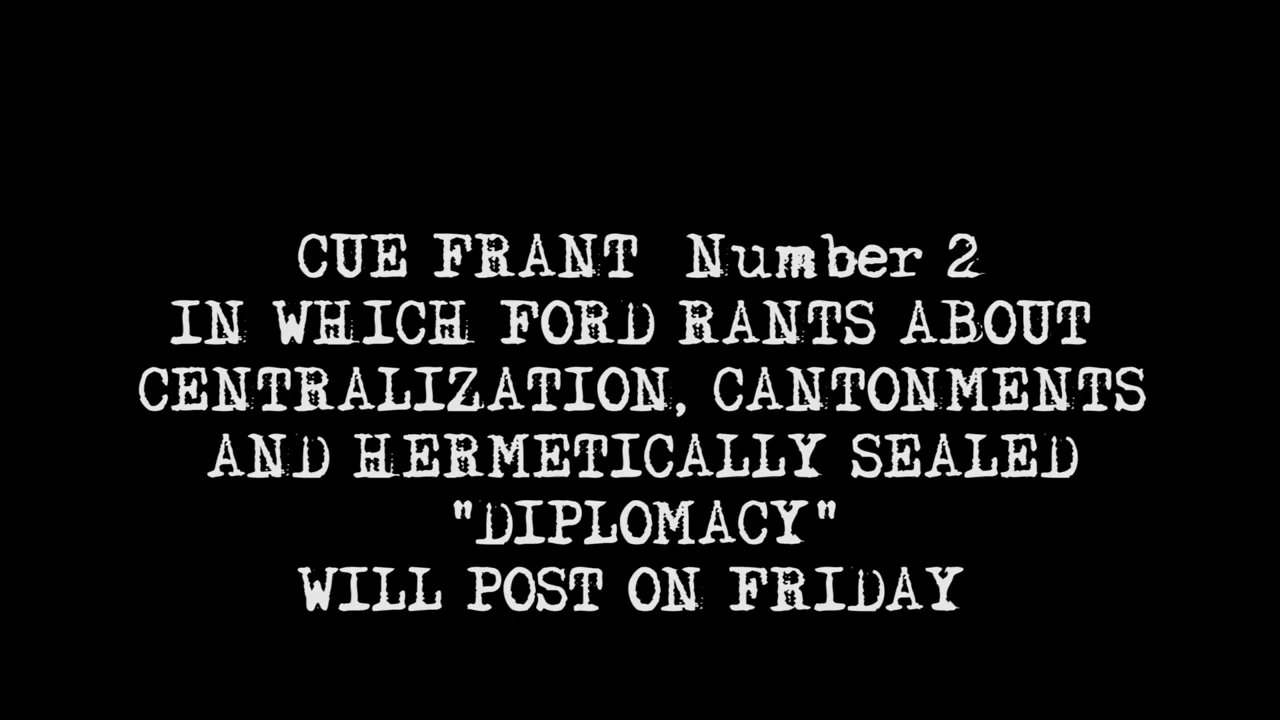 CUE FRANT Number 2
IN WHICH FORD RANTS ABOUT
CENTRALIZATION, CANTONMENTS
AND HERMETICALLY SEALED
"DIPLOMACY"
WILL POST ON FRIDAY